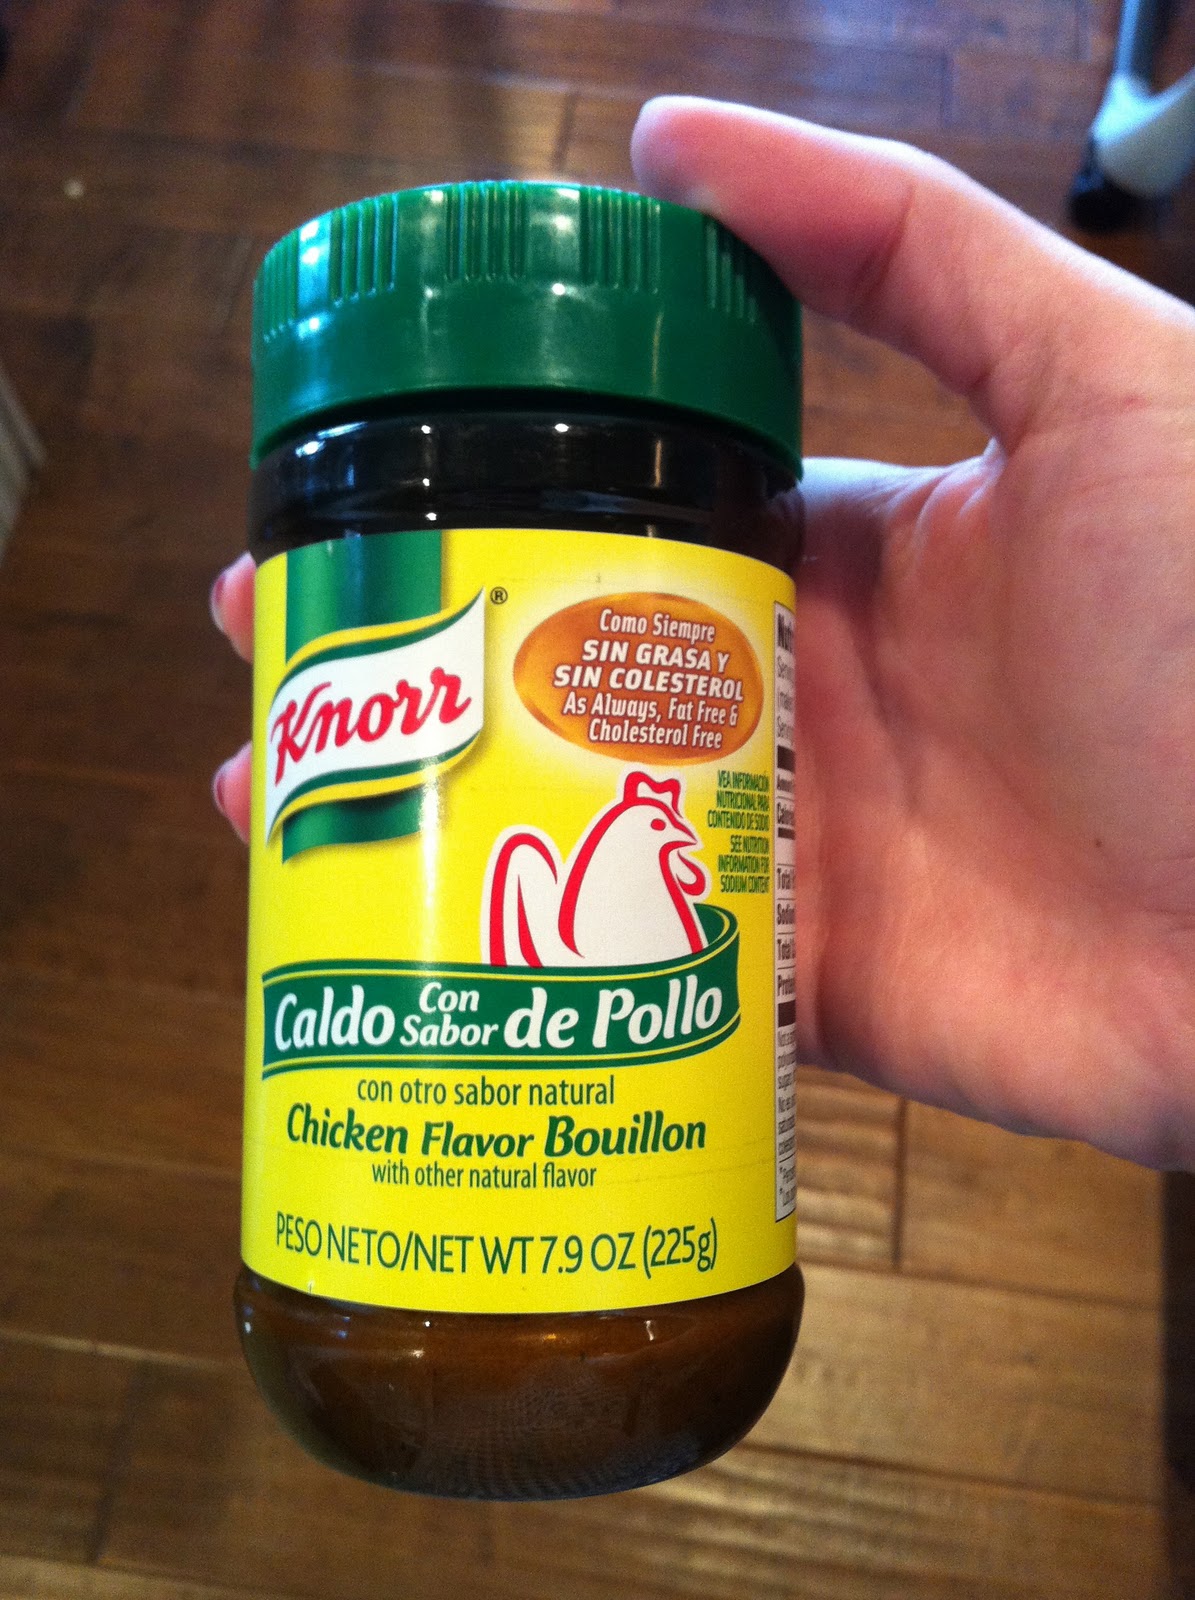 Knorr®
Como Siempre
SIN GRASA Y
SIN COLESTEROL
As Always, Fat Free &
Cholesterol Free
VEA INFORMACIÓN
NUTRICIONAL PARA
CONTENIDO DE SODIO
SEE NUTRITION
INFORMATION FOR
SODIUM CONTENT
Caldo Con Sabor de Pollo
con otro sabor natural
Chicken Flavor Bouillon
with other natural flavor
PESO NETO/NET WT 7.9 OZ (225g)